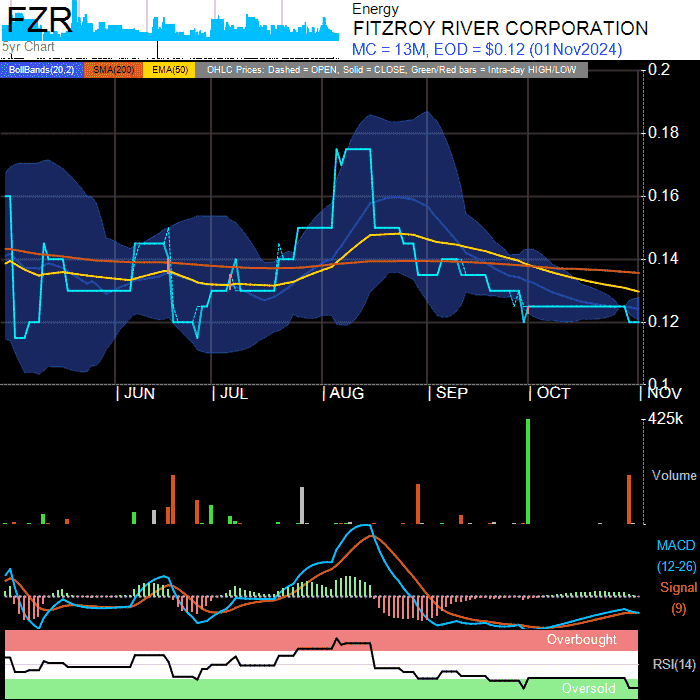 FZR
5yr Chart
Energy
FITZROY RIVER CORPORATION
MC = 13M, EOD = $0.12 (01Nov2024)
BollBands(20,2) SMA(200) EMA(50) OHLC Prices: Dashed = OPEN, Solid = CLOSE, Green/Red bars = Intra-day HIGH/LOW
0.2
0.18
0.16
0.14
0.12
0.1
JUN JUL AUG SEP OCT NOV
425k
Volume
MACD
(12-26)
Signal
(9)
Overbought
RSI(14)
Oversold